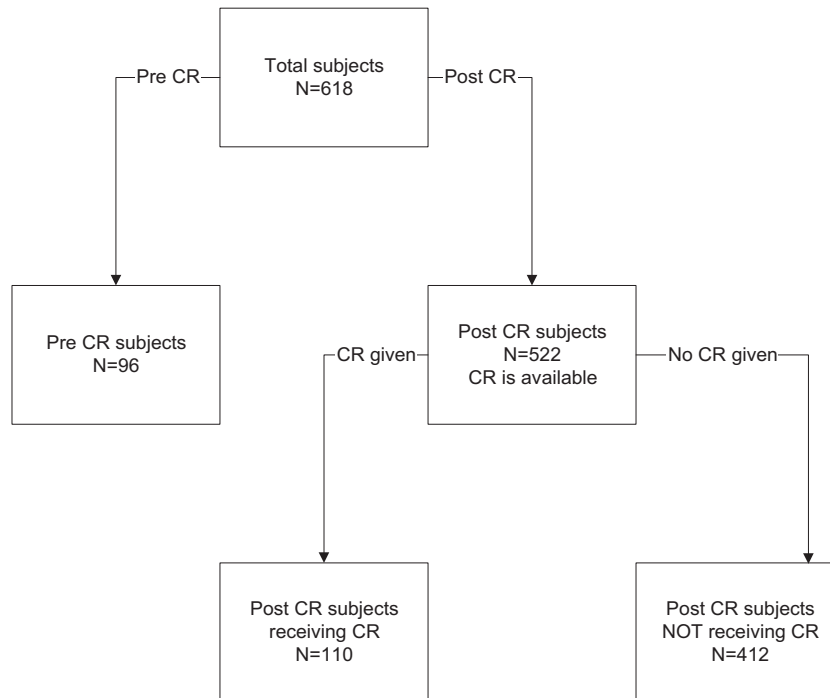 Total subjects
N=618
Pre CR
Post CR
Pre CR subjects
N=96
Post CR subjects
N=522
CR is available
CR given
No CR given
Post CR subjects
receiving CR
N=110
Post CR subjects
NOT receiving CR
N=412